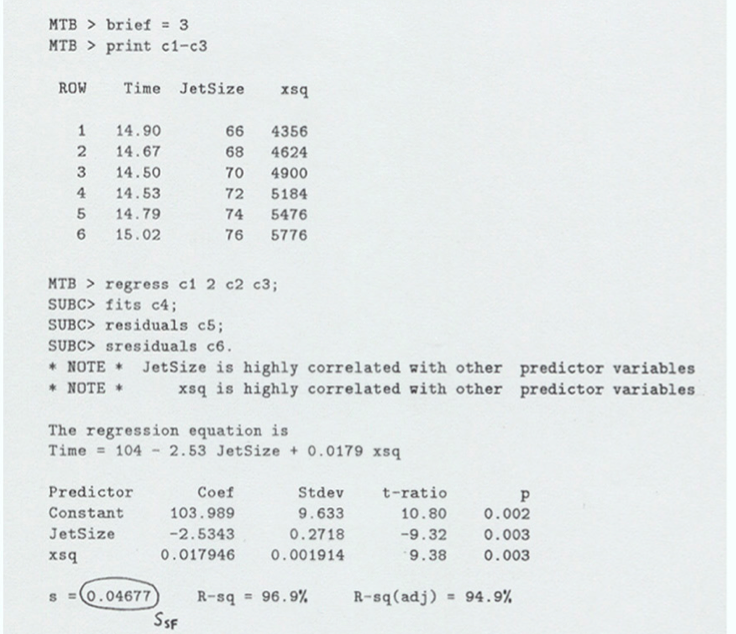 MTB > brief = 3
MTB > print c1-c3
ROW Time JetSize xsq
1 14.90 66 4356
2 14.67 68 4624
3 14.50 70 4900
4 14.53 72 5184
5 14.79 74 5476
6 15.02 76 5776
MTB > regress c1 2 c2 c3;
SUBC> fits c4;
SUBC> residuals c5;
SUBC> sresiduals c6.
* NOTE * JetSize is highly correlated with other predictor variables
* NOTE * xsq is highly correlated with other predictor variables
The regression equation is
Time = 104 - 2.53 JetSize + 0.0179 xsq
Predictor Coef Stdev t-ratio p
Constant 103.989 9.633 10.80 0.002
JetSize -2.5343 0.2718 -9.32 0.003
xsq 0.017946 0.001914 9.38 0.003
s = 0.04677 R-sq = 96.9% R-sq(adj) = 94.9%
SSF